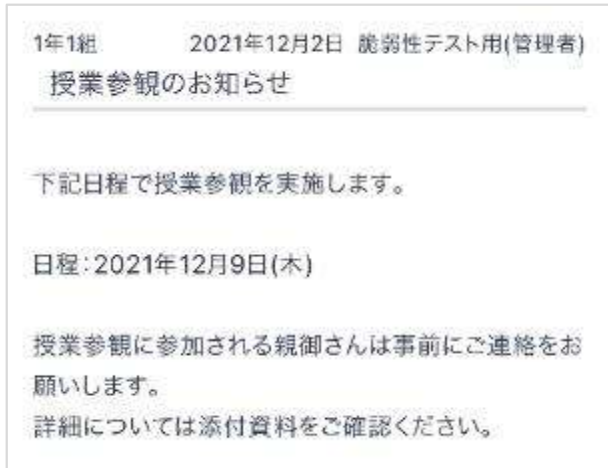 1年1組 2021年12月2日 脆弱性テスト用(管理者)
授業参観のお知らせ
下記日程で授業参観を実施します。
日程:2021年12月9日(木)
授業参観に参加される親御さんは事前にご連絡をお
願いします。
詳細については添付資料をご確認ください。